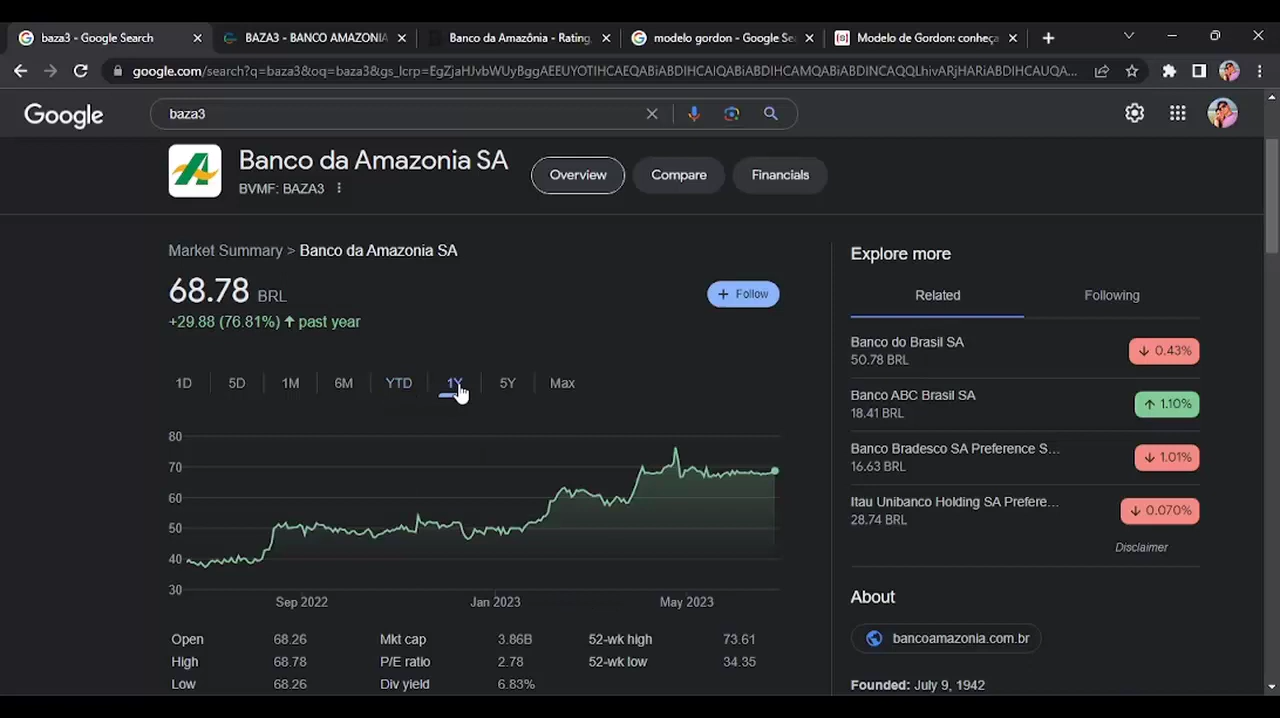 baza3 - Google Search
BAZA3 - BANCO AMAZONIA
Banco da Amazônia - Rating,
modelo gordon - Google Se
Modelo de Gordon: conheça
google.com/search?q=baza3&oq=baza3&gs_lcrp=EgZjaHJvbWUyBggAEEUYOTIHCAEQABiABDIHCAIQABiABDIHCAMQABiABDINCAQQLhivARjHARiABDIHCAUQA...
Google
baza3
Banco da Amazonia SA
BVMF: BAZA3
Overview
Compare
Financials
Market Summary > Banco da Amazonia SA
68.78 BRL
+29.88 (76.81%) ↑ past year
+ Follow
1D 5D 1M 6M YTD 1Y 5Y Max
80
70
60
50
40
30
Sep 2022 Jan 2023 May 2023
Open 68.26 Mkt cap 3.86B 52-wk high 73.61
High 68.78 P/E ratio 2.78 52-wk low 34.35
Low 68.26 Div yield 6.83%
Explore more
Related Following
Banco do Brasil SA
50.78 BRL
↓ 0.43%
Banco ABC Brasil SA
18.41 BRL
↑ 1.10%
Banco Bradesco SA Preference S...
16.63 BRL
↓ 1.01%
Itau Unibanco Holding SA Prefere...
28.74 BRL
↓ 0.070%
Disclaimer
About
bancoamazonia.com.br
Founded: July 9, 1942